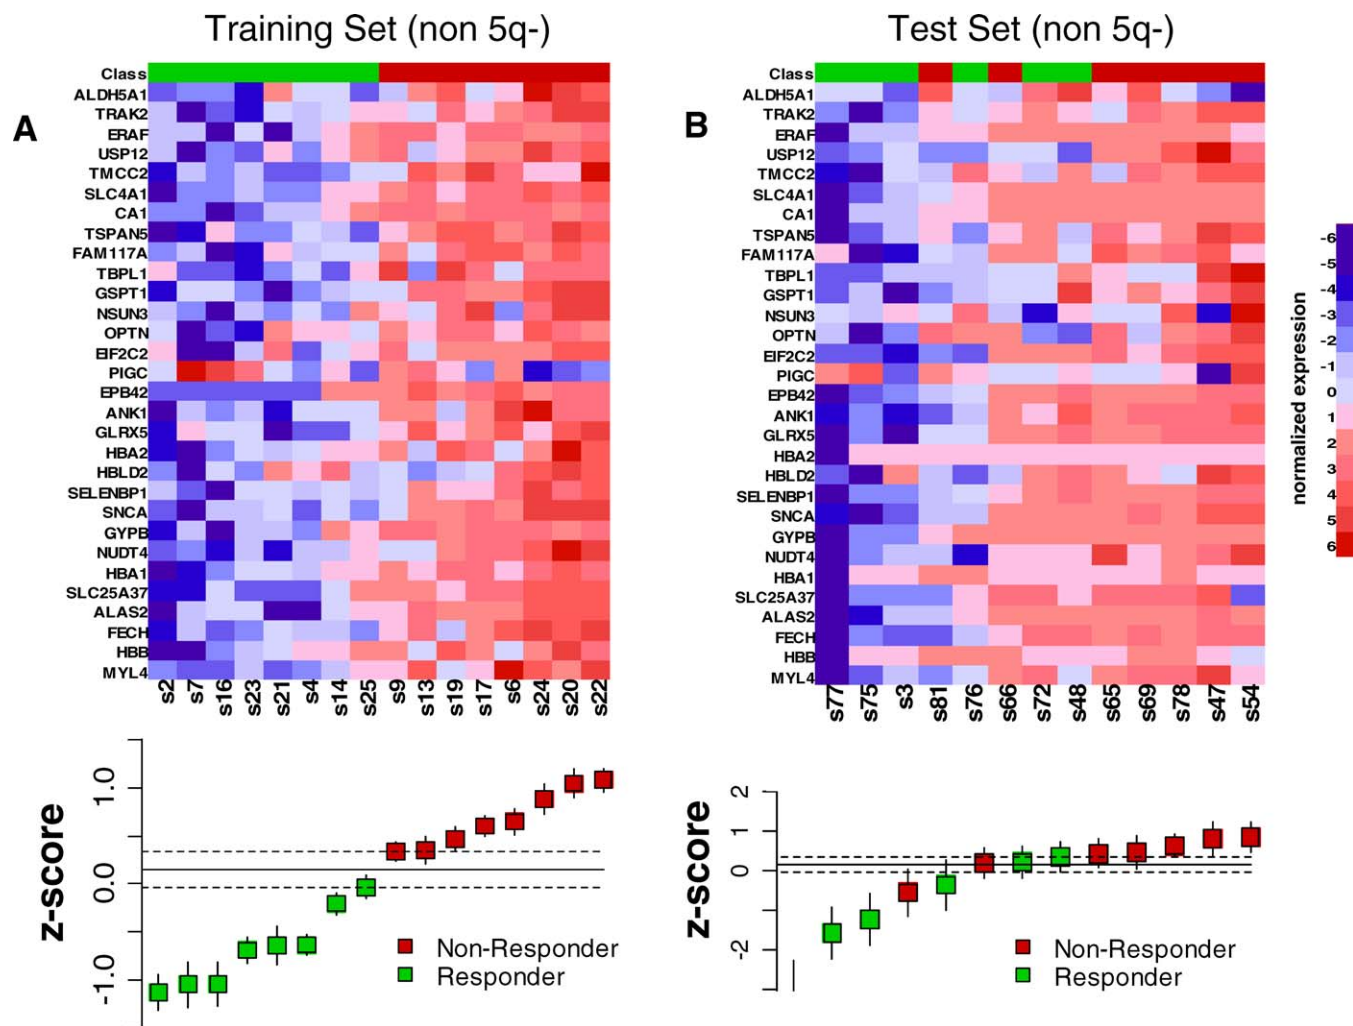 Training Set (non 5q-)
A
Class
ALDH5A1
TRAK2
ERAF
USP12
TMCC2
SLC4A1
CA1
TSPAN5
FAM117A
TBPL1
GSPT1
NSUN3
OPTN
EIF2C2
PIGC
EPB42
ANK1
GLRX5
HBA2
HBLD2
SELENBP1
SNCA
GYPB
NUDT4
HBA1
SLC25A37
ALAS2
FECH
HBB
MYL4
s2 s7 s16 s23 s21 s4 s14 s25 s9 s13 s19 s17 s6 s24 s20 s22
z-score
1.0
0.0
-1.0
Non-Responder
Responder
Test Set (non 5q-)
B
Class
ALDH5A1
TRAK2
ERAF
USP12
TMCC2
SLC4A1
CA1
TSPAN5
FAM117A
TBPL1
GSPT1
NSUN3
OPTN
EIF2C2
PIGC
EPB42
ANK1
GLRX5
HBA2
HBLD2
SELENBP1
SNCA
GYPB
NUDT4
HBA1
SLC25A37
ALAS2
FECH
HBB
MYL4
s77 s75 s3 s81 s76 s66 s72 s48 s65 s69 s78 s47 s54
normalized expression
-6
-5
-4
-3
-2
-1
0
1
2
3
4
5
6
z-score
2
1
0
-2
Non-Responder
Responder